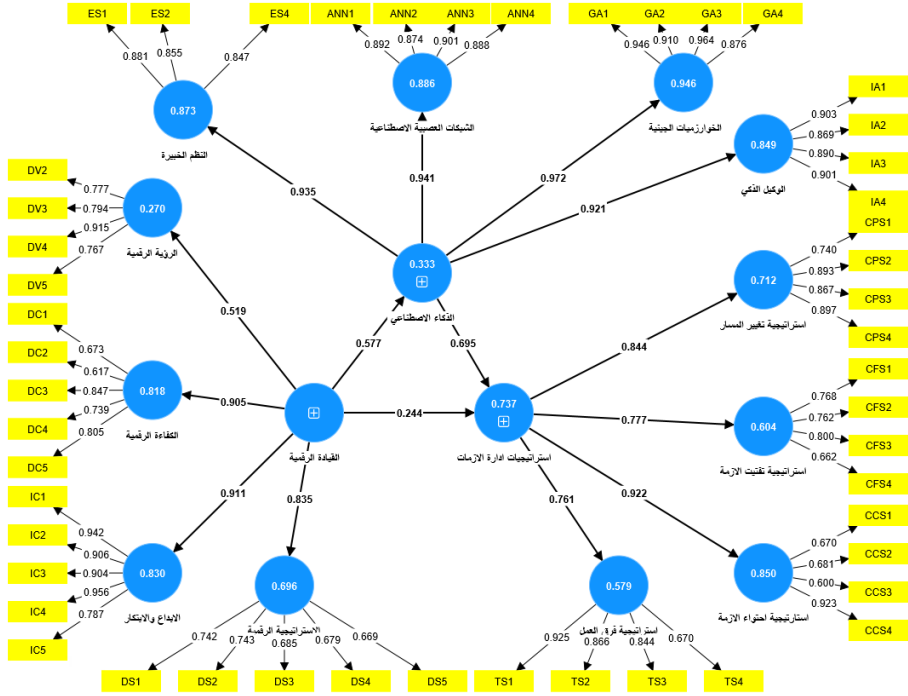 ES1 ES2 ES4 ANN1 ANN2 ANN3 ANN4 GA1 GA2 GA3 GA4
0.881 0.855 0.847 0.892 0.874 0.901 0.888 0.946 0.910 0.964 0.876
0.873 0.886 0.946
النظم الخبيرة
الشبكات العصبية الاصطناعية
الخوارزميات الجينية
IA1
IA2
IA3
IA4
0.903
0.869
0.890
0.901
0.849
الوكيل الذكي
DV2
DV3
DV4
DV5
0.777
0.794
0.915
0.767
0.270
الرؤية الرقمية
0.935
0.941
0.972
0.921
0.333
الذكاء الاصطناعي
CPS1
CPS2
CPS3
CPS4
0.740
0.893
0.867
0.897
0.712
استراتيجية تغيير المسار
0.519
0.577
0.695
0.844
DC1
DC2
DC3
DC4
DC5
0.673
0.617
0.847
0.739
0.805
0.818
الكفاءة الرقمية
0.905
القيادة الرقمية
0.244
0.737
استراتيجيات ادارة الازمات
0.777
CFS1
CFS2
CFS3
CFS4
0.768
0.762
0.800
0.662
0.604
استراتيجية تفتيت الازمة
0.911
0.835
0.761
0.922
IC1
IC2
IC3
IC4
IC5
0.942
0.906
0.904
0.956
0.787
0.830
الابداع والابتكار
0.696
الاستراتيجية الرقمية
0.579
استراتيجية فرق العمل
0.850
استارتيجية احتواء الازمة
CCS1
CCS2
CCS3
CCS4
0.670
0.681
0.600
0.923
0.742 0.743 0.685 0.679 0.669 0.925 0.866 0.844 0.670
DS1 DS2 DS3 DS4 DS5 TS1 TS2 TS3 TS4